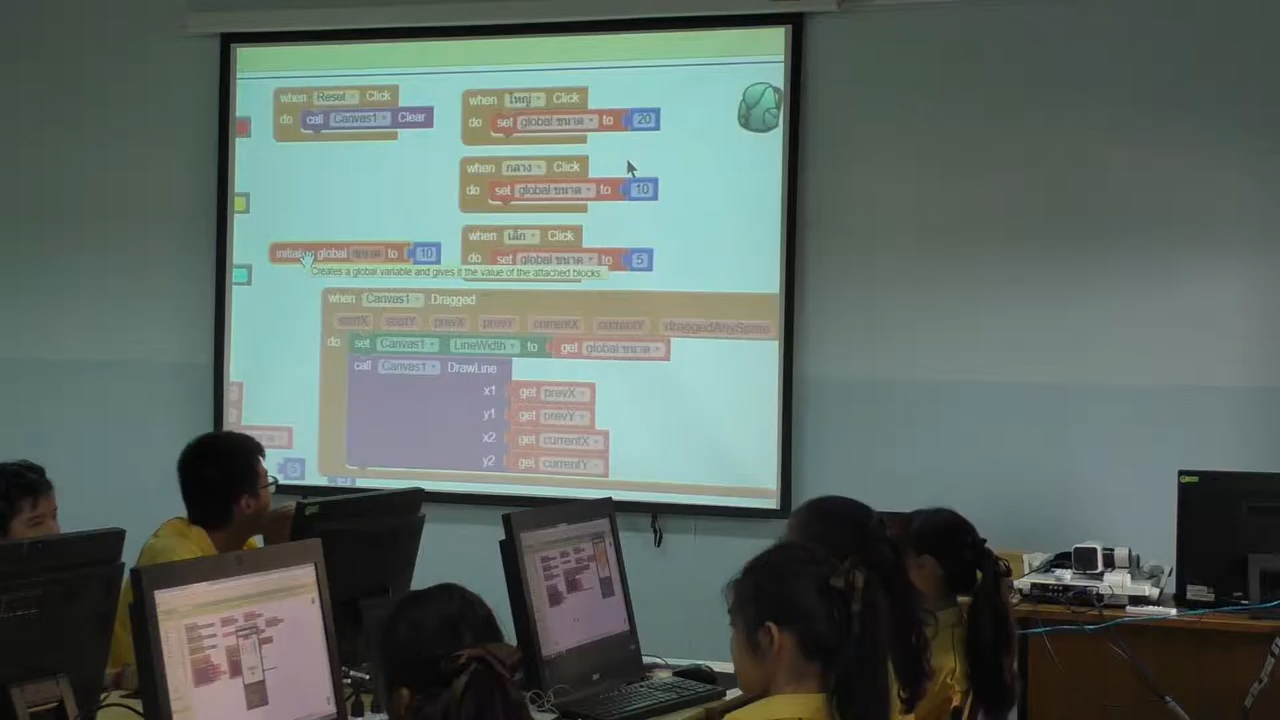 when Reset .Click
do call Canvas1 .Clear
when ใหญ่ .Click
do set global ขนาด to 20
when กลาง .Click
do set global ขนาด to 10
initialize global ขนาด to 10
when เล็ก .Click
do set global ขนาด to 5
Creates a global variable and gives it the value of the attached blocks.
when Canvas1 .Dragged
startX startY prevX prevY currentX currentY draggedAnySprite
do set Canvas1 . LineWidth to get global ขนาด
call Canvas1 .DrawLine
x1 get prevX
y1 get prevY
x2 get currentX
y2 get currentY
5